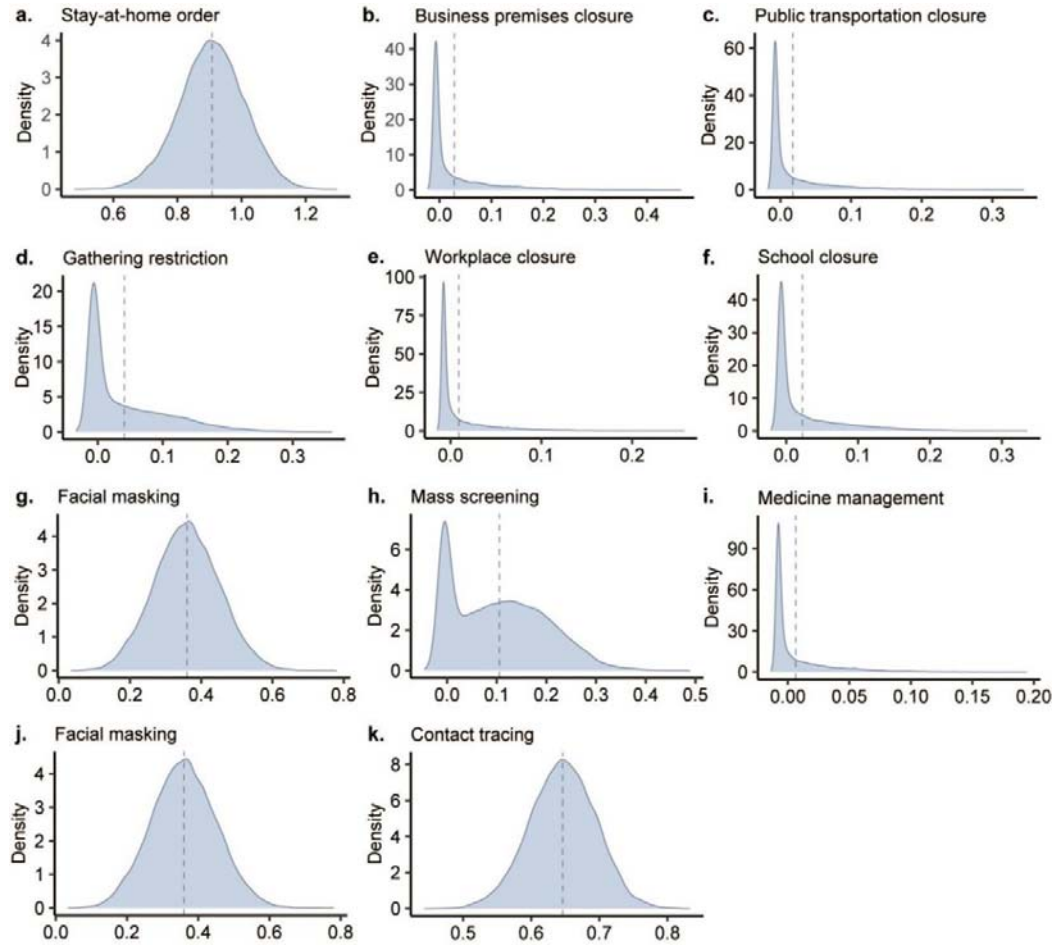 a. Stay-at-home order
b. Business premises closure
c. Public transportation closure
Density
4
3
2
1
0
0.6 0.8 1.0 1.2
Density
40
30
20
10
0
0.0 0.1 0.2 0.3 0.4
Density
60
40
20
0
0.0 0.1 0.2 0.3
d. Gathering restriction
e. Workplace closure
f. School closure
Density
20
15
10
5
0
0.0 0.1 0.2 0.3
Density
100
75
50
25
0
0.0 0.1 0.2
Density
40
30
20
10
0
0.0 0.1 0.2 0.3
g. Facial masking
h. Mass screening
i. Medicine management
Density
4
3
2
1
0
0.0 0.2 0.4 0.6 0.8
Density
6
4
2
0
0.0 0.1 0.2 0.3 0.4 0.5
Density
90
60
30
0
0.00 0.05 0.10 0.15 0.20
j. Facial masking
k. Contact tracing
Density
4
3
2
1
0
0.0 0.2 0.4 0.6 0.8
Density
8
6
4
2
0
0.5 0.6 0.7 0.8